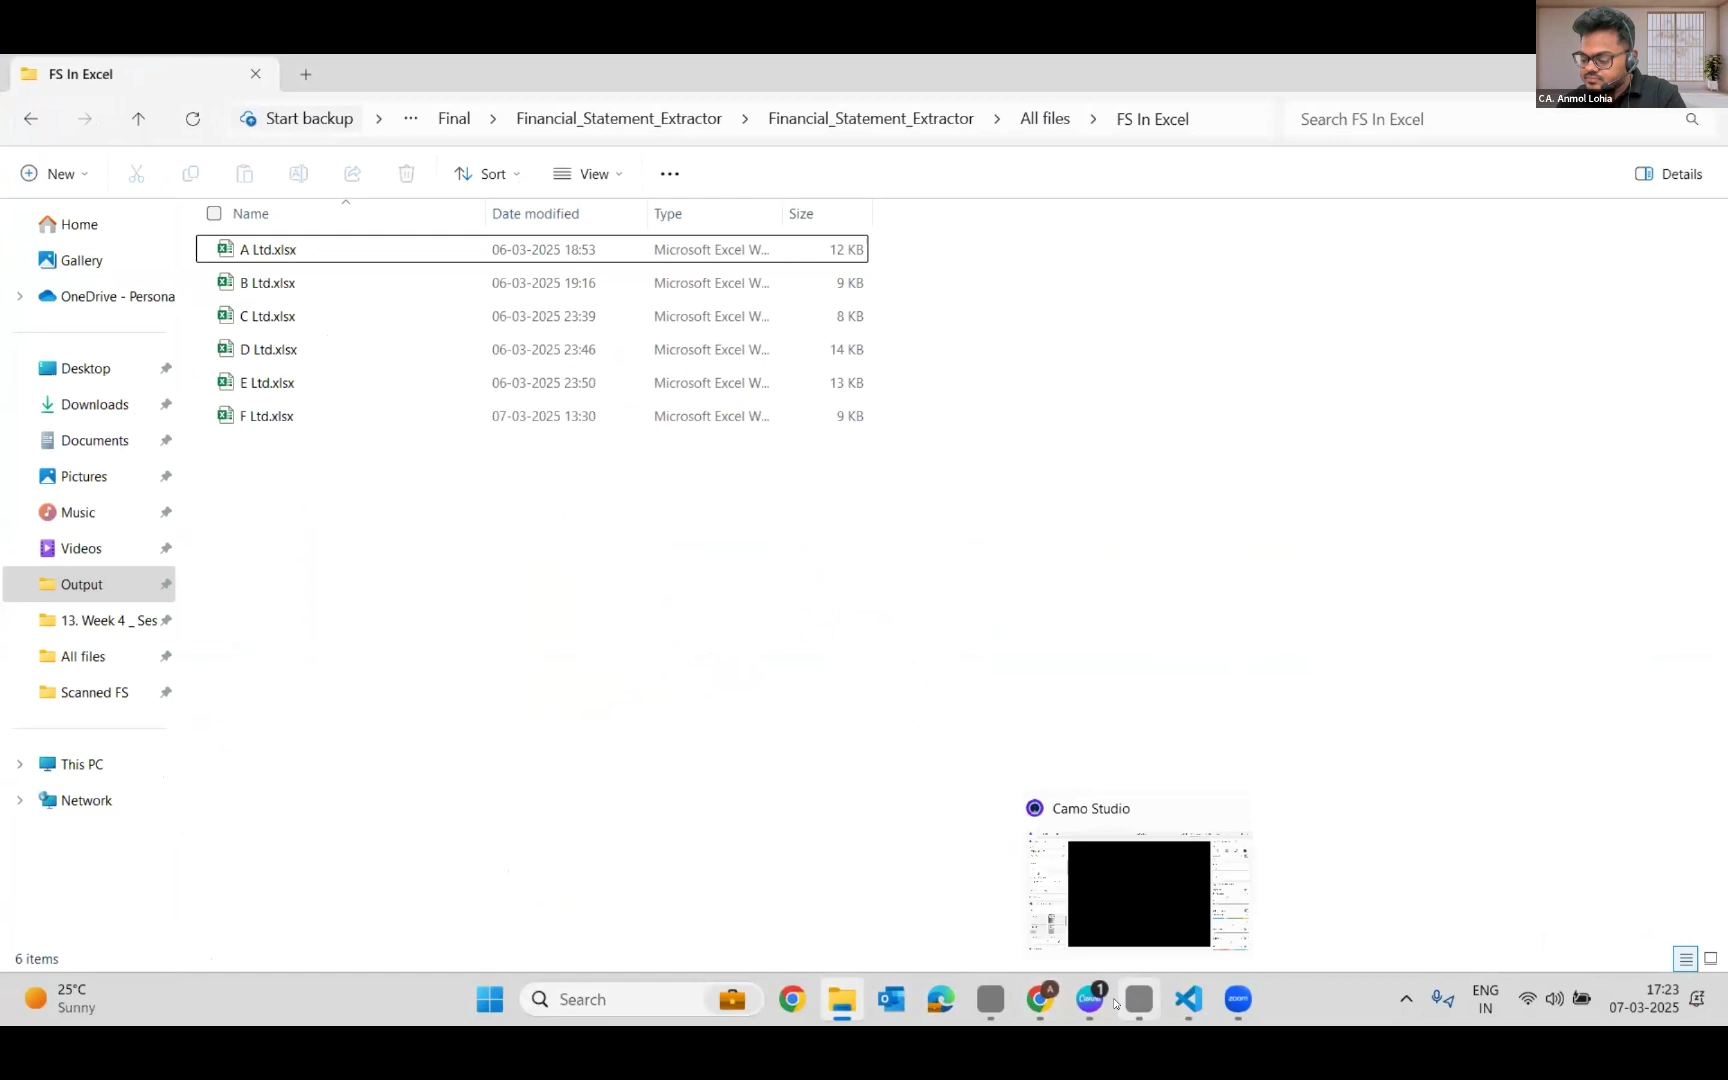 FS In Excel
CA. Anmol Lohia
Start backup
Final
Financial_Statement_Extractor
Financial_Statement_Extractor
All files
FS In Excel
Search FS In Excel
New
Sort
View
Details
Name
Date modified
Type
Size
Home
Gallery
OneDrive - Persona
A Ltd.xlsx 06-03-2025 18:53 Microsoft Excel W... 12 KB
B Ltd.xlsx 06-03-2025 19:16 Microsoft Excel W... 9 KB
C Ltd.xlsx 06-03-2025 23:39 Microsoft Excel W... 8 KB
D Ltd.xlsx 06-03-2025 23:46 Microsoft Excel W... 14 KB
E Ltd.xlsx 06-03-2025 23:50 Microsoft Excel W... 13 KB
F Ltd.xlsx 07-03-2025 13:30 Microsoft Excel W... 9 KB
Desktop
Downloads
Documents
Pictures
Music
Videos
Output
13. Week 4 _ Ses
All files
Scanned FS
This PC
Network
Camo Studio
6 items
25°C
Sunny
Search
A
1
Canva
zoom
ENG
IN
17:23
07-03-2025